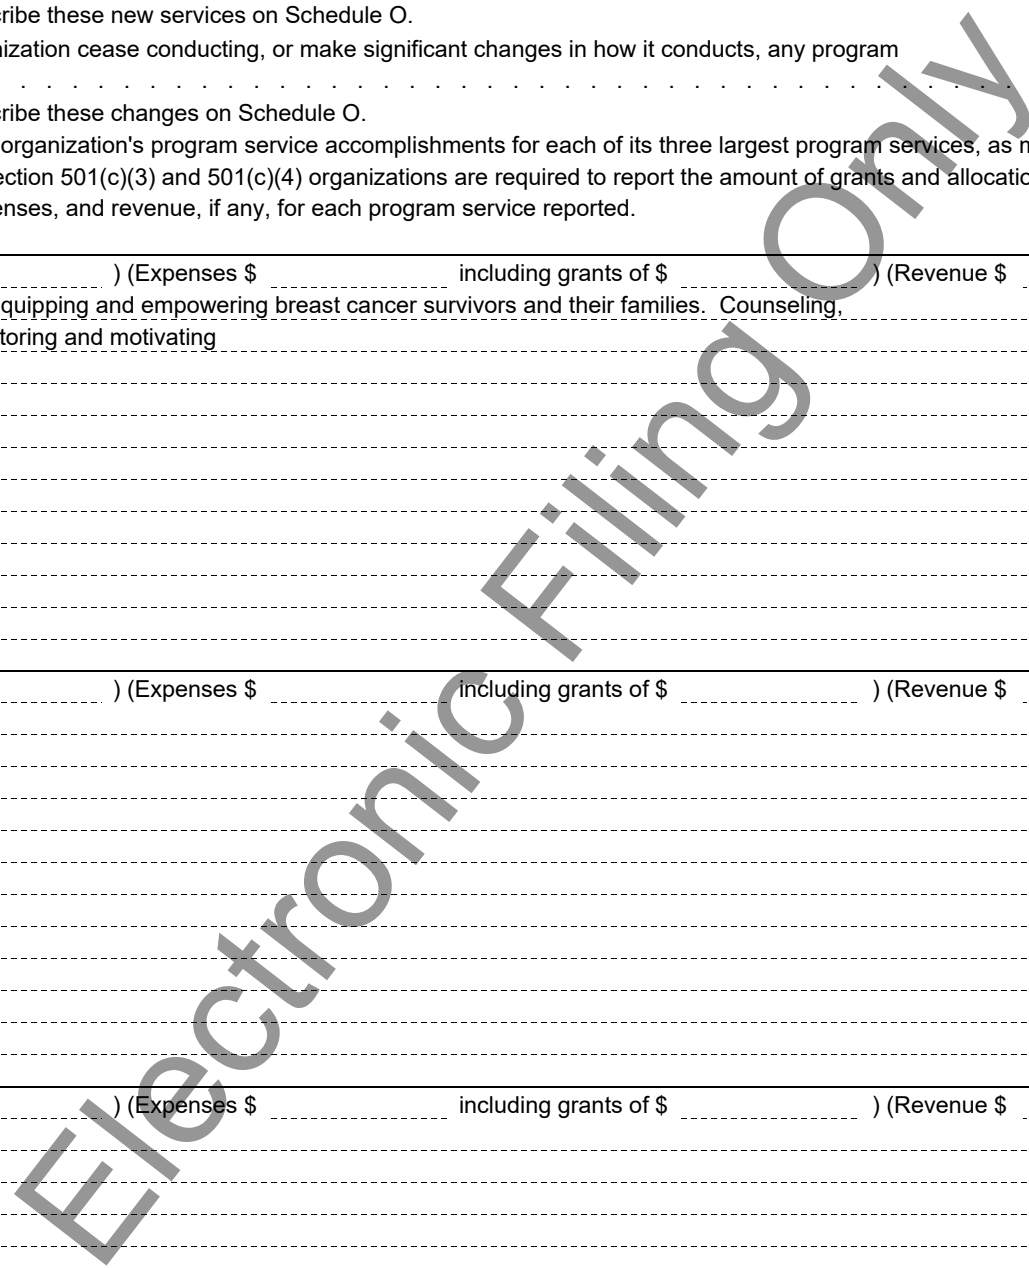 cribe these new services on Schedule O.
nization cease conducting, or make significant changes in how it conducts, any program
. . . . . . . . . . . . . . . . . . . . . . . . . . . . . . . . . . . . . . .
cribe these changes on Schedule O.
organization's program service accomplishments for each of its three largest program services, as m
ection 501(c)(3) and 501(c)(4) organizations are required to report the amount of grants and allocatio
enses, and revenue, if any, for each program service reported.
) (Expenses $ including grants of $ ) (Revenue $
quipping and empowering breast cancer survivors and their families. Counseling,
toring and motivating
) (Expenses $ including grants of $ ) (Revenue $
) (Expenses $ including grants of $ ) (Revenue $
Electronic Filing Only